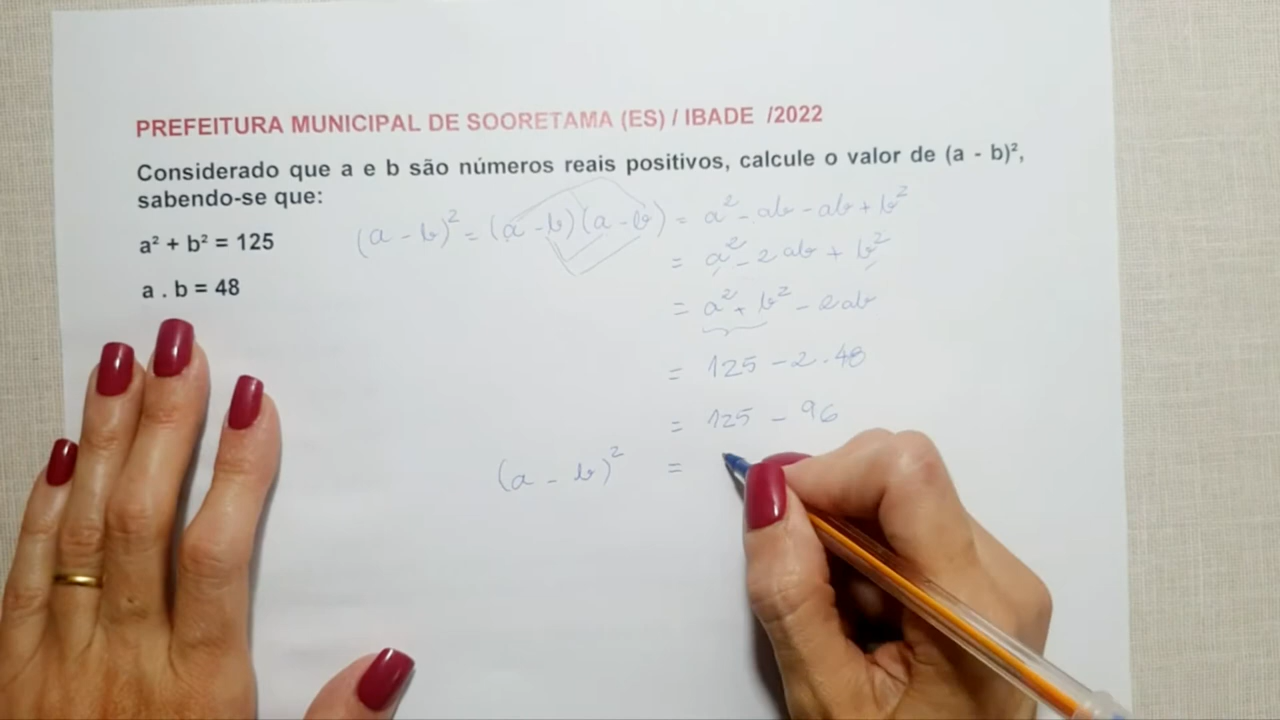 PREFEITURA MUNICIPAL DE SOORETAMA (ES) / IBADE /2022
Considerado que a e b são números reais positivos, calcule o valor de (a - b)²,
sabendo-se que:
a² + b² = 125
a . b = 48
(a - b)² = (a - b)(a - b) = a² - ab - ab + b²
= a² - 2ab + b²
= a² + b² - 2ab
= 125 - 2.48
= 125 - 96
(a - b)² =